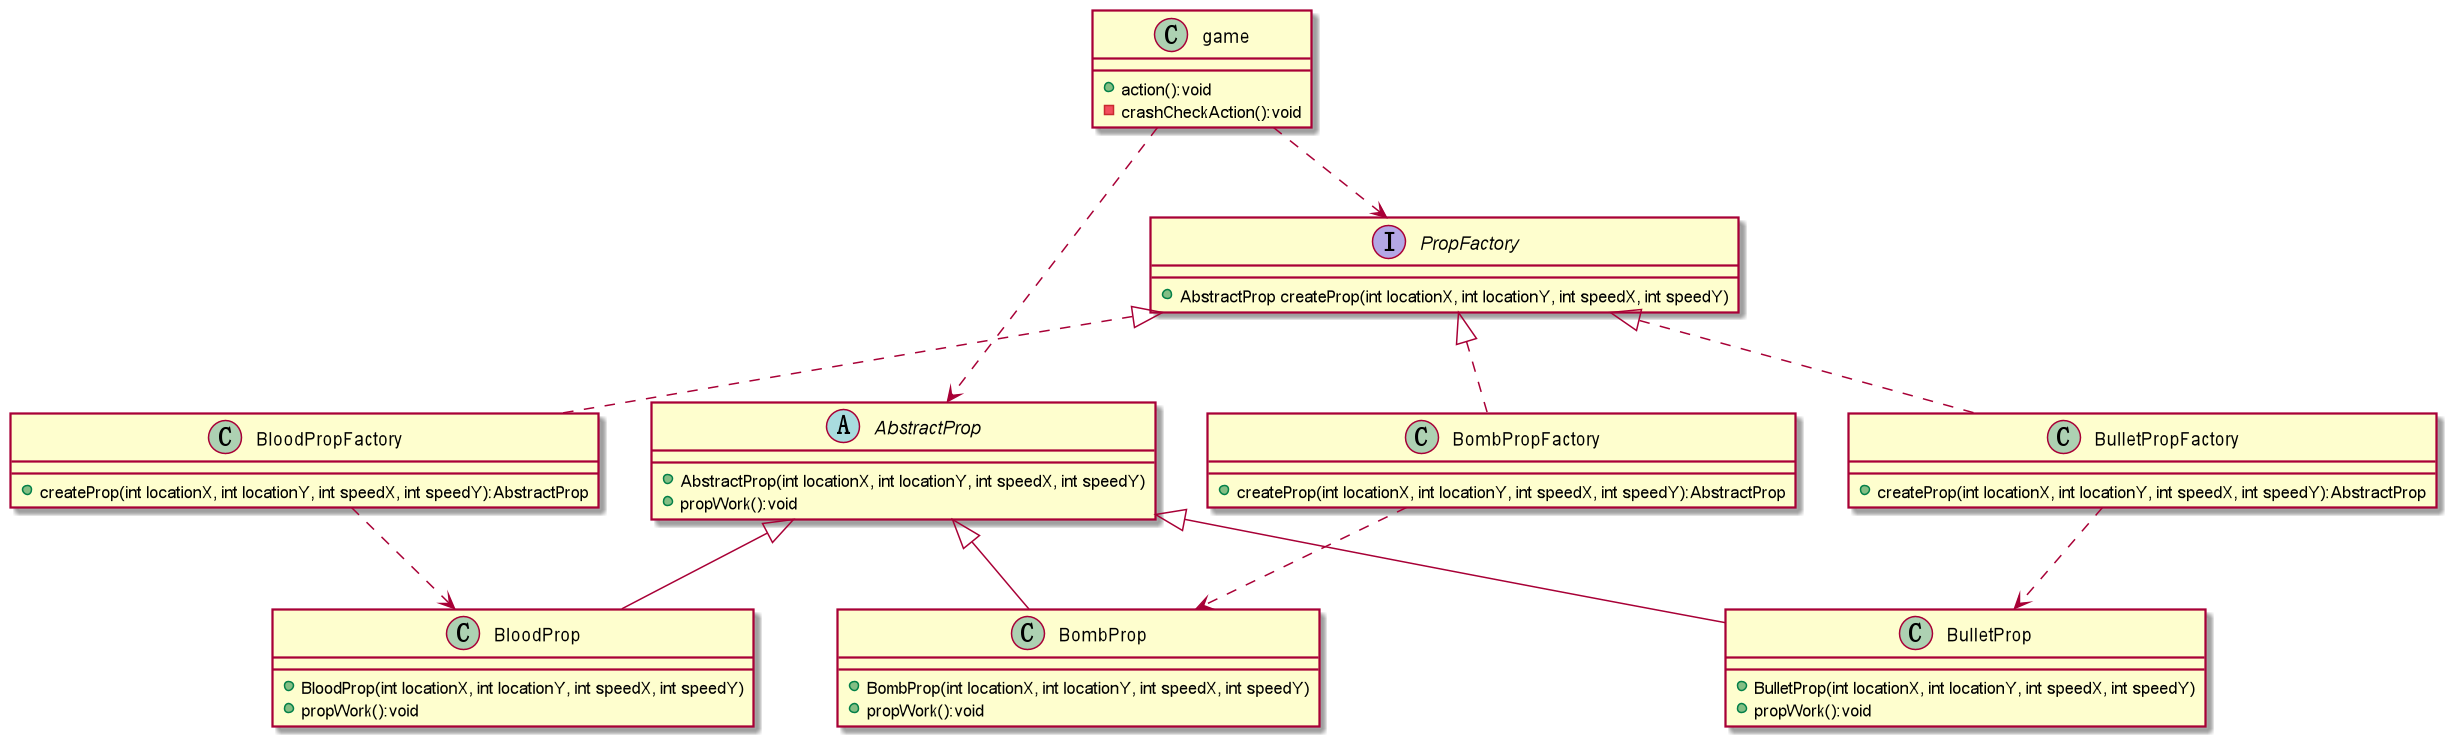 C game
action():void
crashCheckAction():void
I PropFactory
AbstractProp createProp(int locationX, int locationY, int speedX, int speedY)
C BloodPropFactory
createProp(int locationX, int locationY, int speedX, int speedY):AbstractProp
A AbstractProp
AbstractProp(int locationX, int locationY, int speedX, int speedY)
propWork():void
C BombPropFactory
createProp(int locationX, int locationY, int speedX, int speedY):AbstractProp
C BulletPropFactory
createProp(int locationX, int locationY, int speedX, int speedY):AbstractProp
C BloodProp
BloodProp(int locationX, int locationY, int speedX, int speedY)
propWork():void
C BombProp
BombProp(int locationX, int locationY, int speedX, int speedY)
propWork():void
C BulletProp
BulletProp(int locationX, int locationY, int speedX, int speedY)
propWork():void